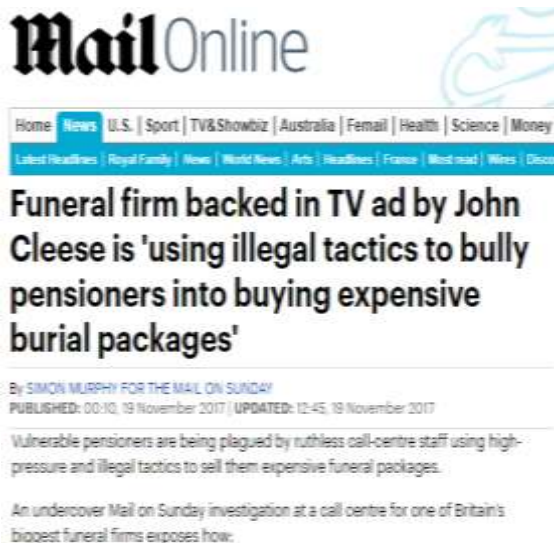 Mail Online
Home News U.S. | Sport | TV&Showbiz | Australia | Femail | Health | Science | Money
Latest Headlines | Royal Family | News | World News | Arts | Headlines | France | Most read | Wires | Disco
Funeral firm backed in TV ad by John
Cleese is 'using illegal tactics to bully
pensioners into buying expensive
burial packages'
By SIMON MURPHY FOR THE MAIL ON SUNDAY
PUBLISHED: 00:10, 19 November 2017 | UPDATED: 12:45, 19 November 2017
Vulnerable pensioners are being plagued by ruthless call-centre staff using high-
pressure and illegal tactics to sell them expensive funeral packages.
An undercover Mail on Sunday investigation at a call centre for one of Britain's
biggest funeral firms exposes how: